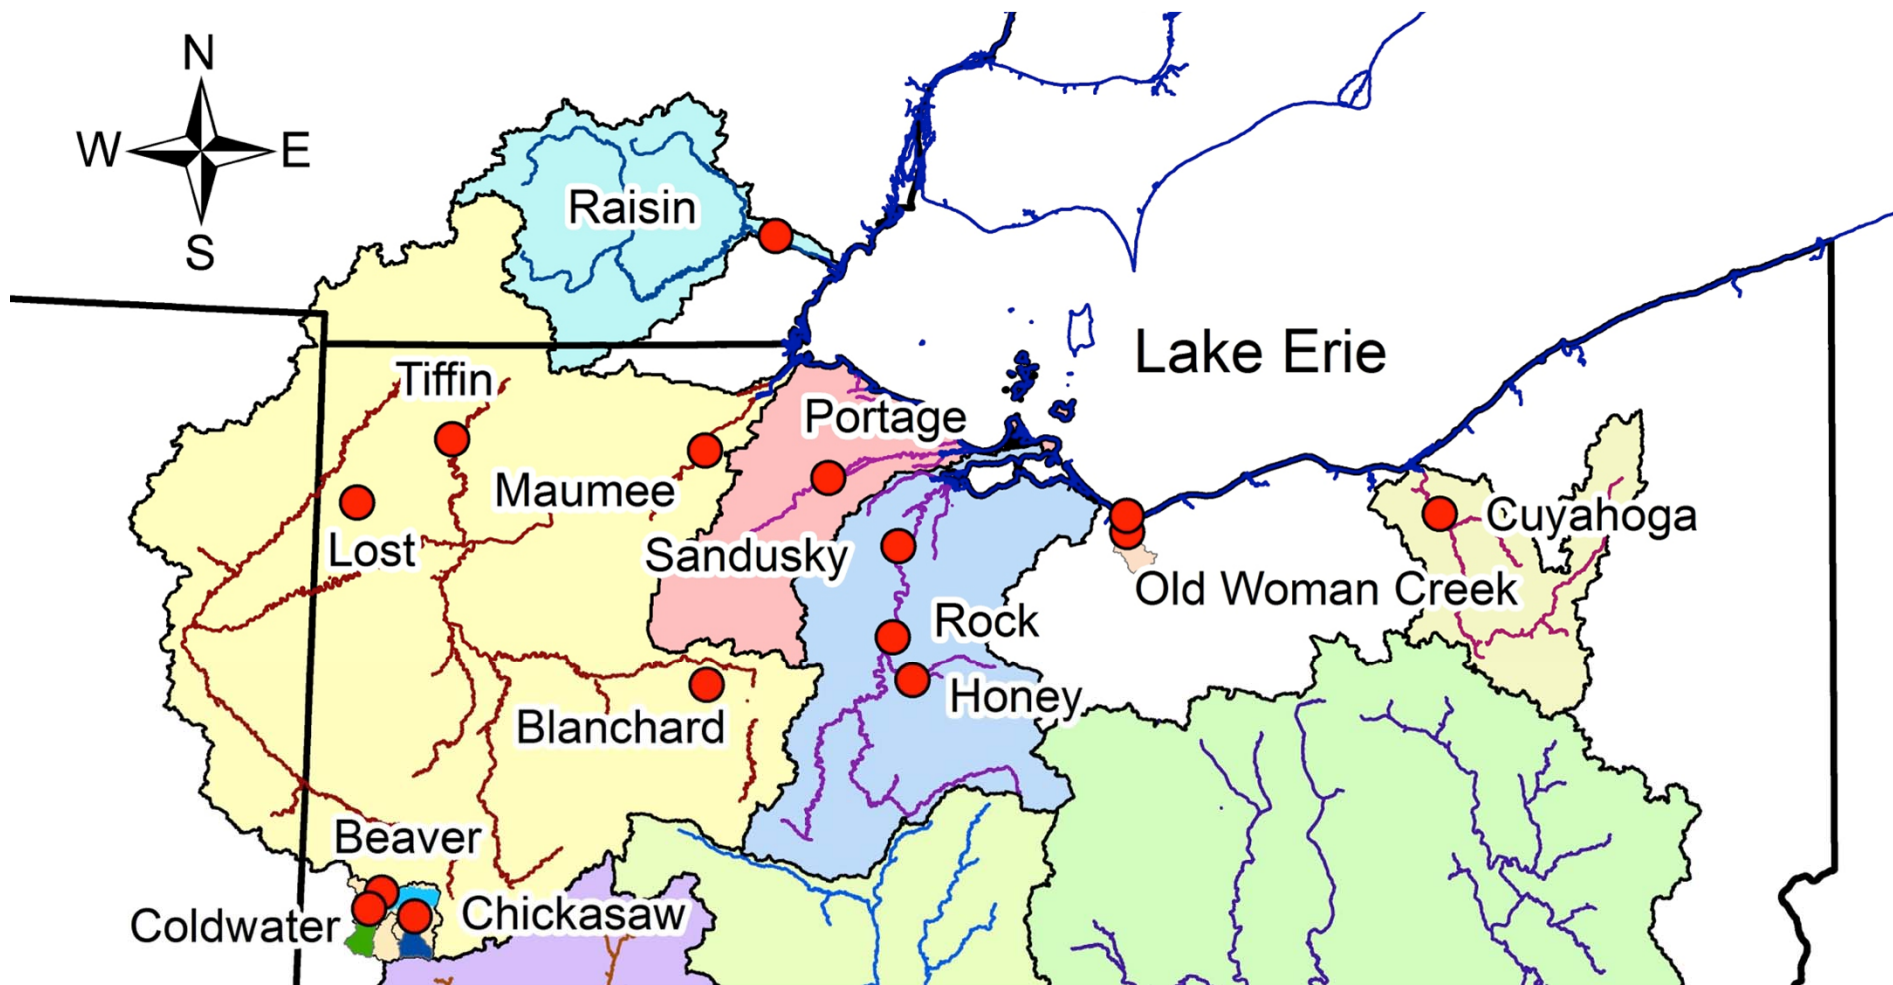 N
W
E
S
Raisin
Lake Erie
Tiffin
Portage
Maumee
Cuyahoga
Lost
Sandusky
Old Woman Creek
Rock
Honey
Blanchard
Beaver
Chickasaw
Coldwater